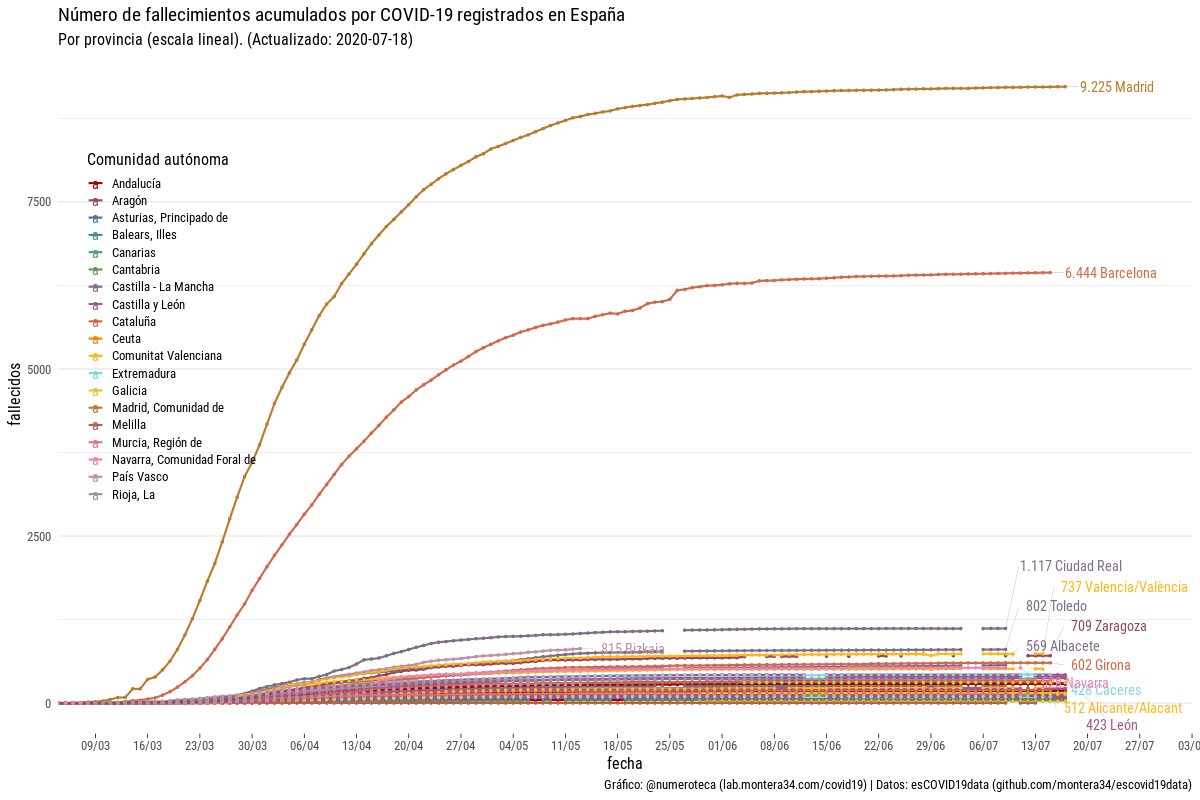 Número de fallecimientos acumulados por COVID-19 registrados en España
Por provincia (escala lineal). (Actualizado: 2020-07-18)
9.225 Madrid
Comunidad autónoma
Andalucía
Aragón
Asturias, Principado de
Balears, Illes
Canarias
Cantabria
Castilla - La Mancha
Castilla y León
Cataluña
Ceuta
Comunitat Valenciana
Extremadura
Galicia
Madrid, Comunidad de
Melilla
Murcia, Región de
Navarra, Comunidad Foral de
País Vasco
Rioja, La
7500
6.444 Barcelona
5000
fallecidos
2500
1.117 Ciudad Real
737 Valencia/València
802 Toledo
709 Zaragoza
815 Bizkaia
569 Albacete
602 Girona
Navarra
428 Cáceres
512 Alicante/Alacant
423 León
0
09/03 16/03 23/03 30/03 06/04 13/04 20/04 27/04 04/05 11/05 18/05 25/05 01/06 08/06 15/06 22/06 29/06 06/07 13/07 20/07 27/07 03/0
fecha
Gráfico: @numeroteca (lab.montera34.com/covid19) | Datos: esCOVID19data (github.com/montera34/escovid19data)